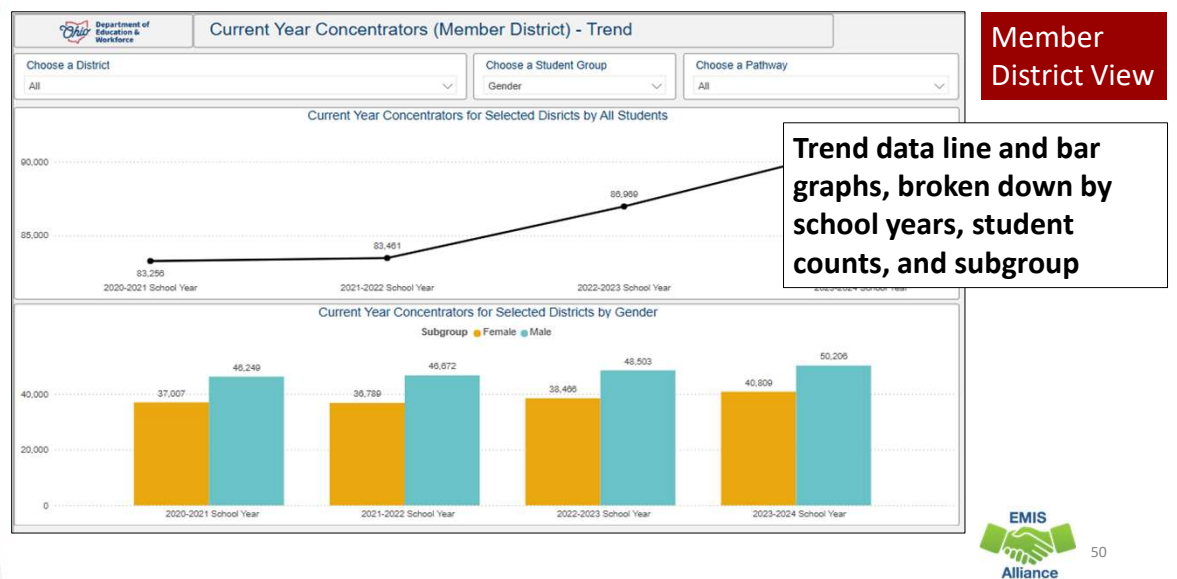 Ohio
Department of
Education &
Workforce
Current Year Concentrators (Member District) - Trend
Member
District View
Choose a District
All
Choose a Student Group
Gender
Choose a Pathway
All
Current Year Concentrators for Selected Disricts by All Students
Trend data line and bar
graphs, broken down by
school years, student
counts, and subgroup
90,000
86,969
85,000
83,461
83,256
2020-2021 School Year
2021-2022 School Year
2022-2023 School Year
2023-2024 School Year
Current Year Concentrators for Selected Districts by Gender
Subgroup Female Male
37,007
46,249
36,789
46,672
38,466
48,503
40,809
50,206
40,000
20,000
0
2020-2021 School Year
2021-2022 School Year
2022-2023 School Year
2023-2024 School Year
EMIS
Alliance
50